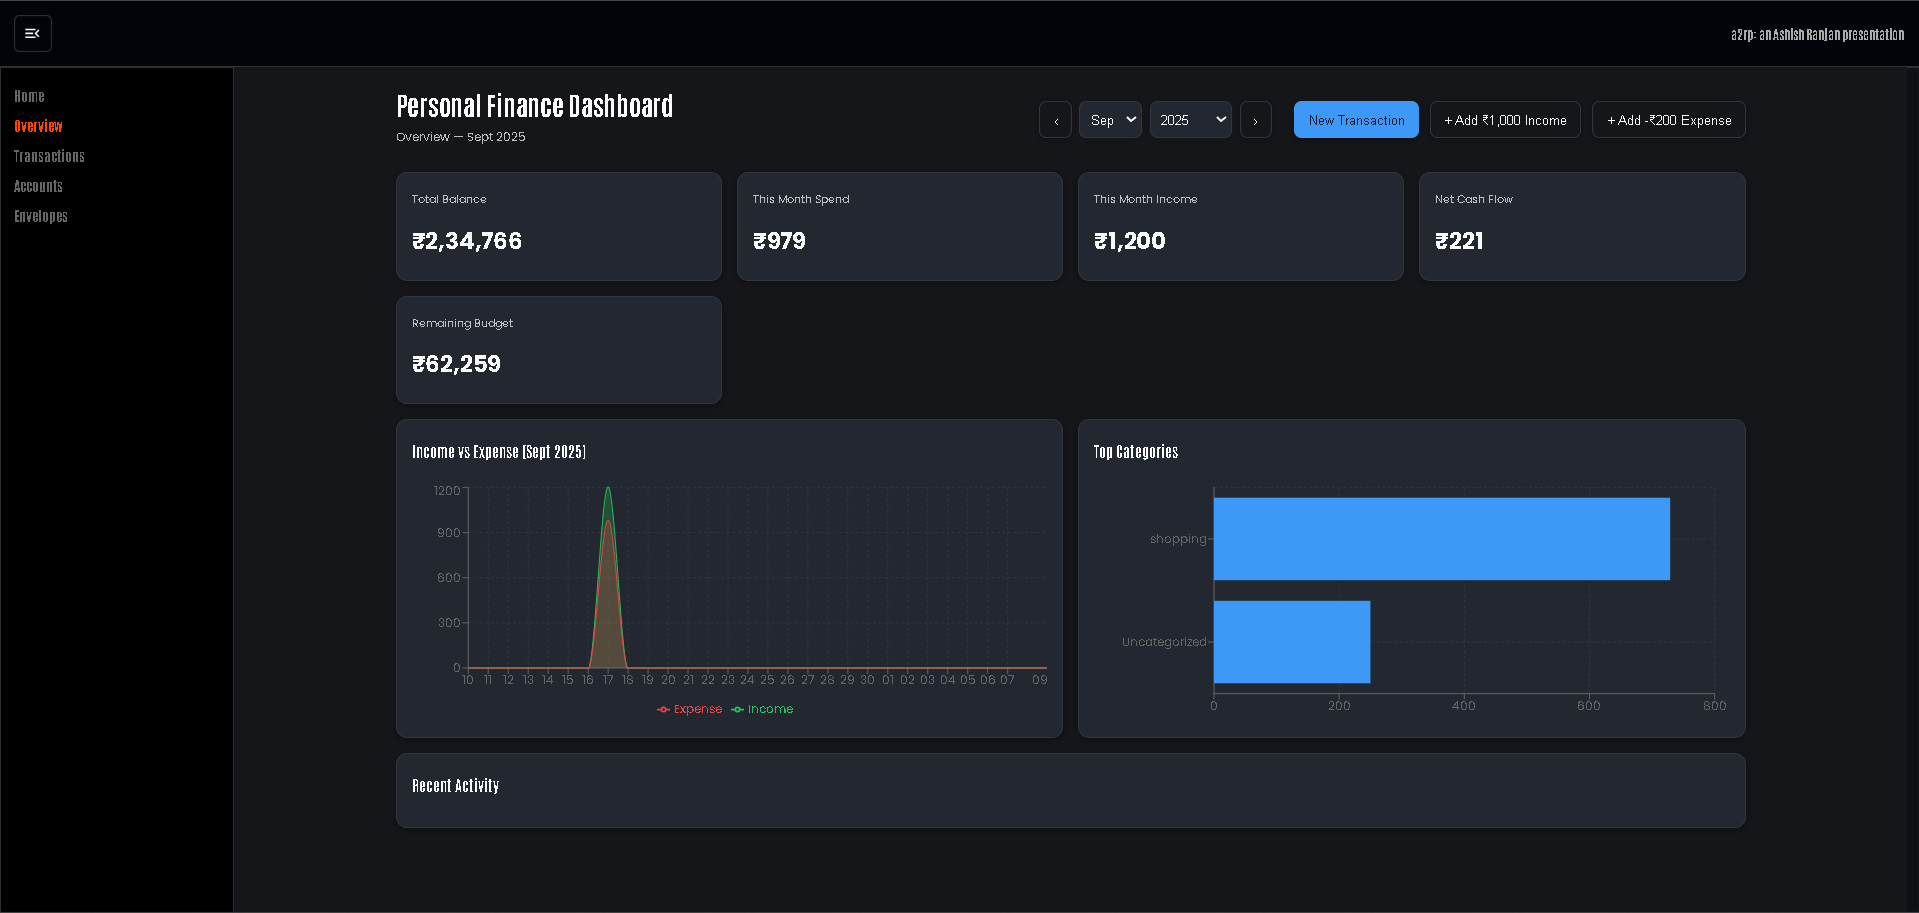 a2rp: an Ashish Ranjan presentation
Home
Overview
Transactions
Accounts
Envelopes
Personal Finance Dashboard
Overview — Sept 2025
‹ Sep 2025 › New Transaction + Add ₹1,000 Income + Add -₹200 Expense
Total Balance
₹2,34,766
This Month Spend
₹979
This Month Income
₹1,200
Net Cash Flow
₹221
Remaining Budget
₹62,259
Income vs Expense (Sept 2025)
1200
900
600
300
0
10 11 12 13 14 15 16 17 18 19 20 21 22 23 24 25 26 27 28 29 30 01 02 03 04 05 06 07 09
Expense Income
Top Categories
shopping
Uncategorized
0 200 400 600 800
Recent Activity